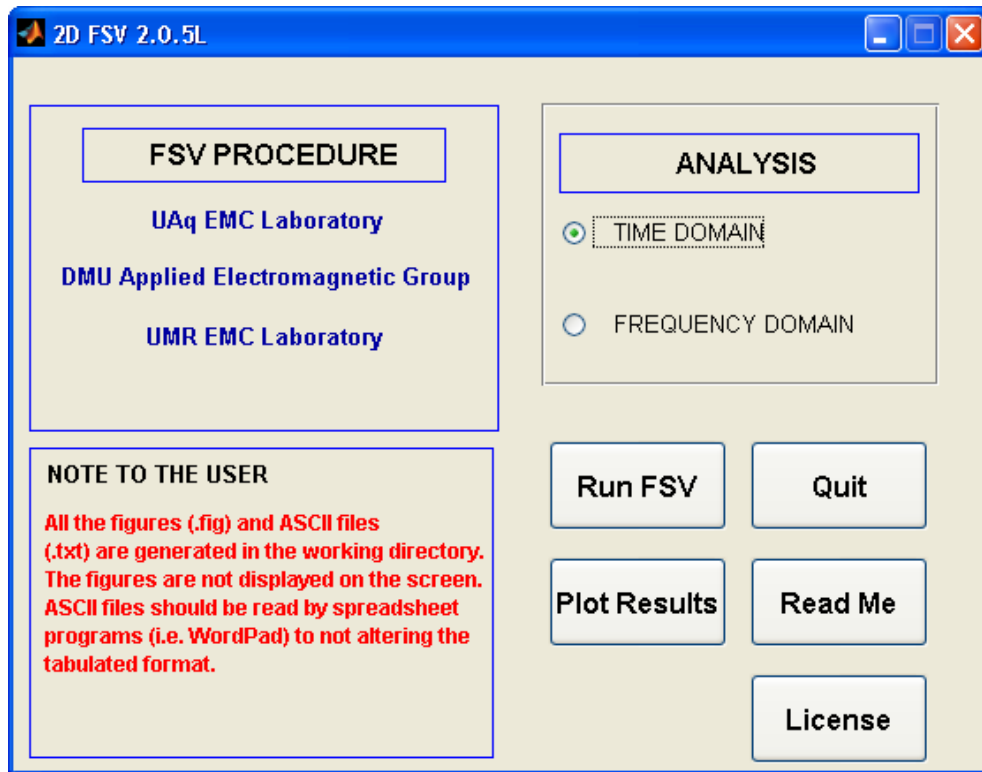 2D FSV 2.0.5L
FSV PROCEDURE
UAq EMC Laboratory
DMU Applied Electromagnetic Group
UMR EMC Laboratory
ANALYSIS
TIME DOMAIN
FREQUENCY DOMAIN
NOTE TO THE USER
All the figures (.fig) and ASCII files
(.txt) are generated in the working directory.
The figures are not displayed on the screen.
ASCII files should be read by spreadsheet
programs (i.e. WordPad) to not altering the
tabulated format.
Run FSV
Quit
Plot Results
Read Me
License